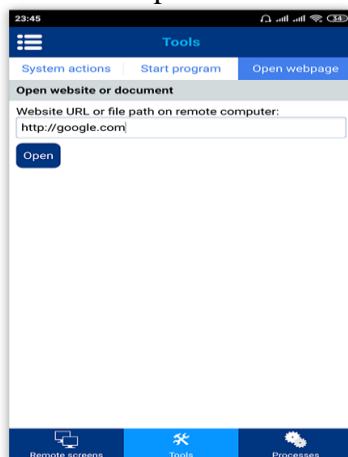 23:45
34
Tools
System actions Start program Open webpage
Open website or document
Website URL or file path on remote computer:
http://google.com
Open
Remote screens Tools Processes